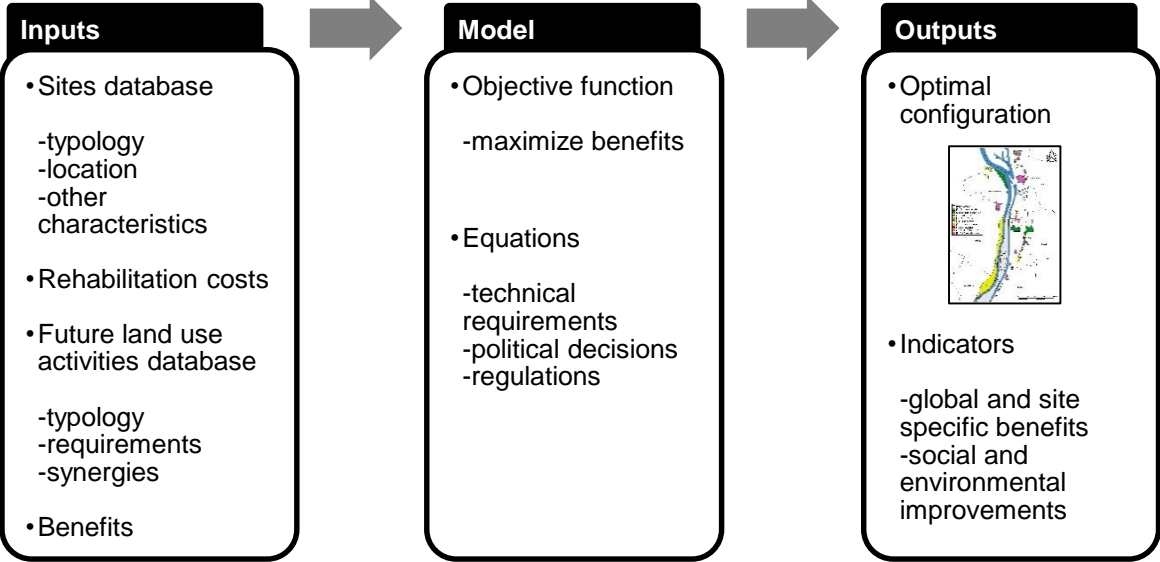 Inputs
•Sites database
-typology
-location
-other
characteristics
•Rehabilitation costs
•Future land use
activities database
-typology
-requirements
-synergies
•Benefits
Model
•Objective function
-maximize benefits
•Equations
-technical
requirements
-political decisions
-regulations
Outputs
•Optimal
configuration
•Indicators
-global and site
specific benefits
-social and
environmental
improvements